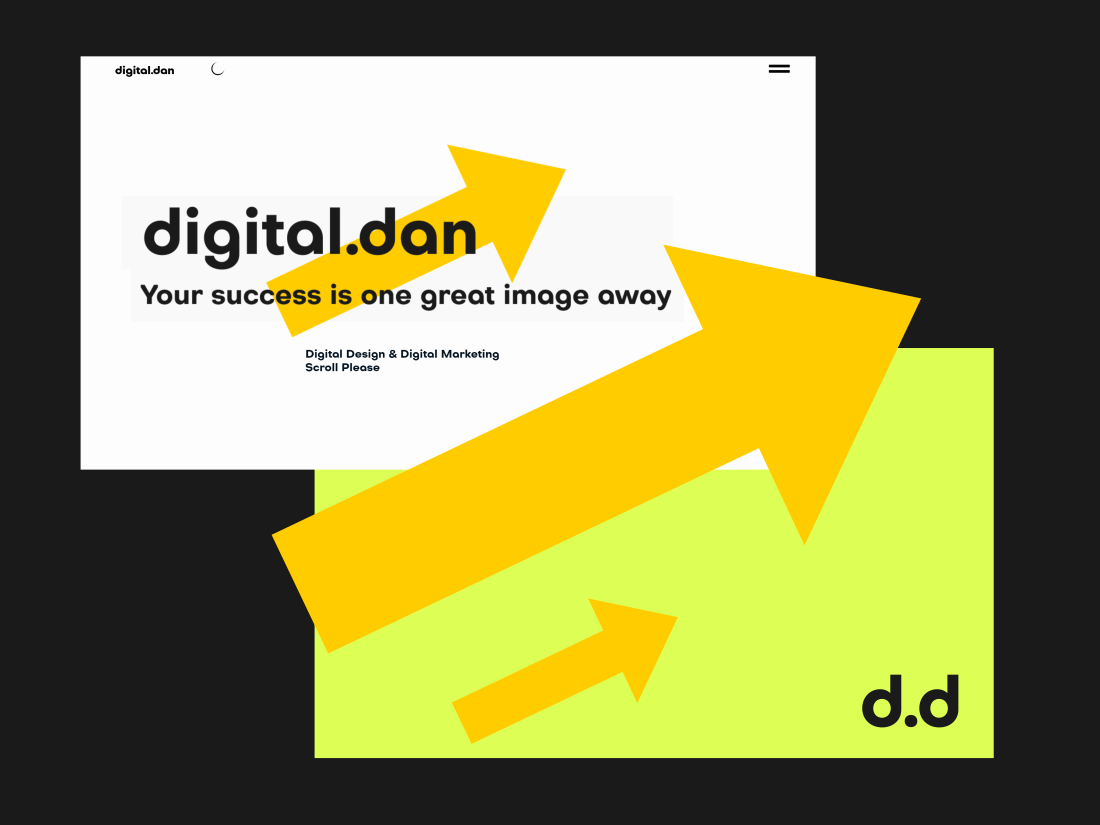 digital.dan
digital.dan
Your success is one great image away
Digital Design & Digital Marketing
Scroll Please
d.d